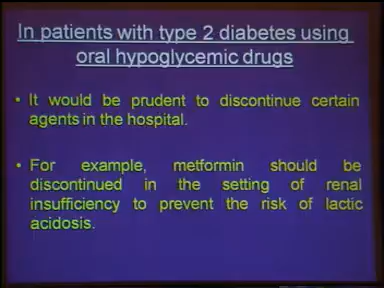 In patients with type 2 diabetes using
oral hypoglycemic drugs
• It would be prudent to discontinue certain
agents in the hospital.
• For example, metformin should be
discontinued in the setting of renal
insufficiency to prevent the risk of lactic
acidosis.